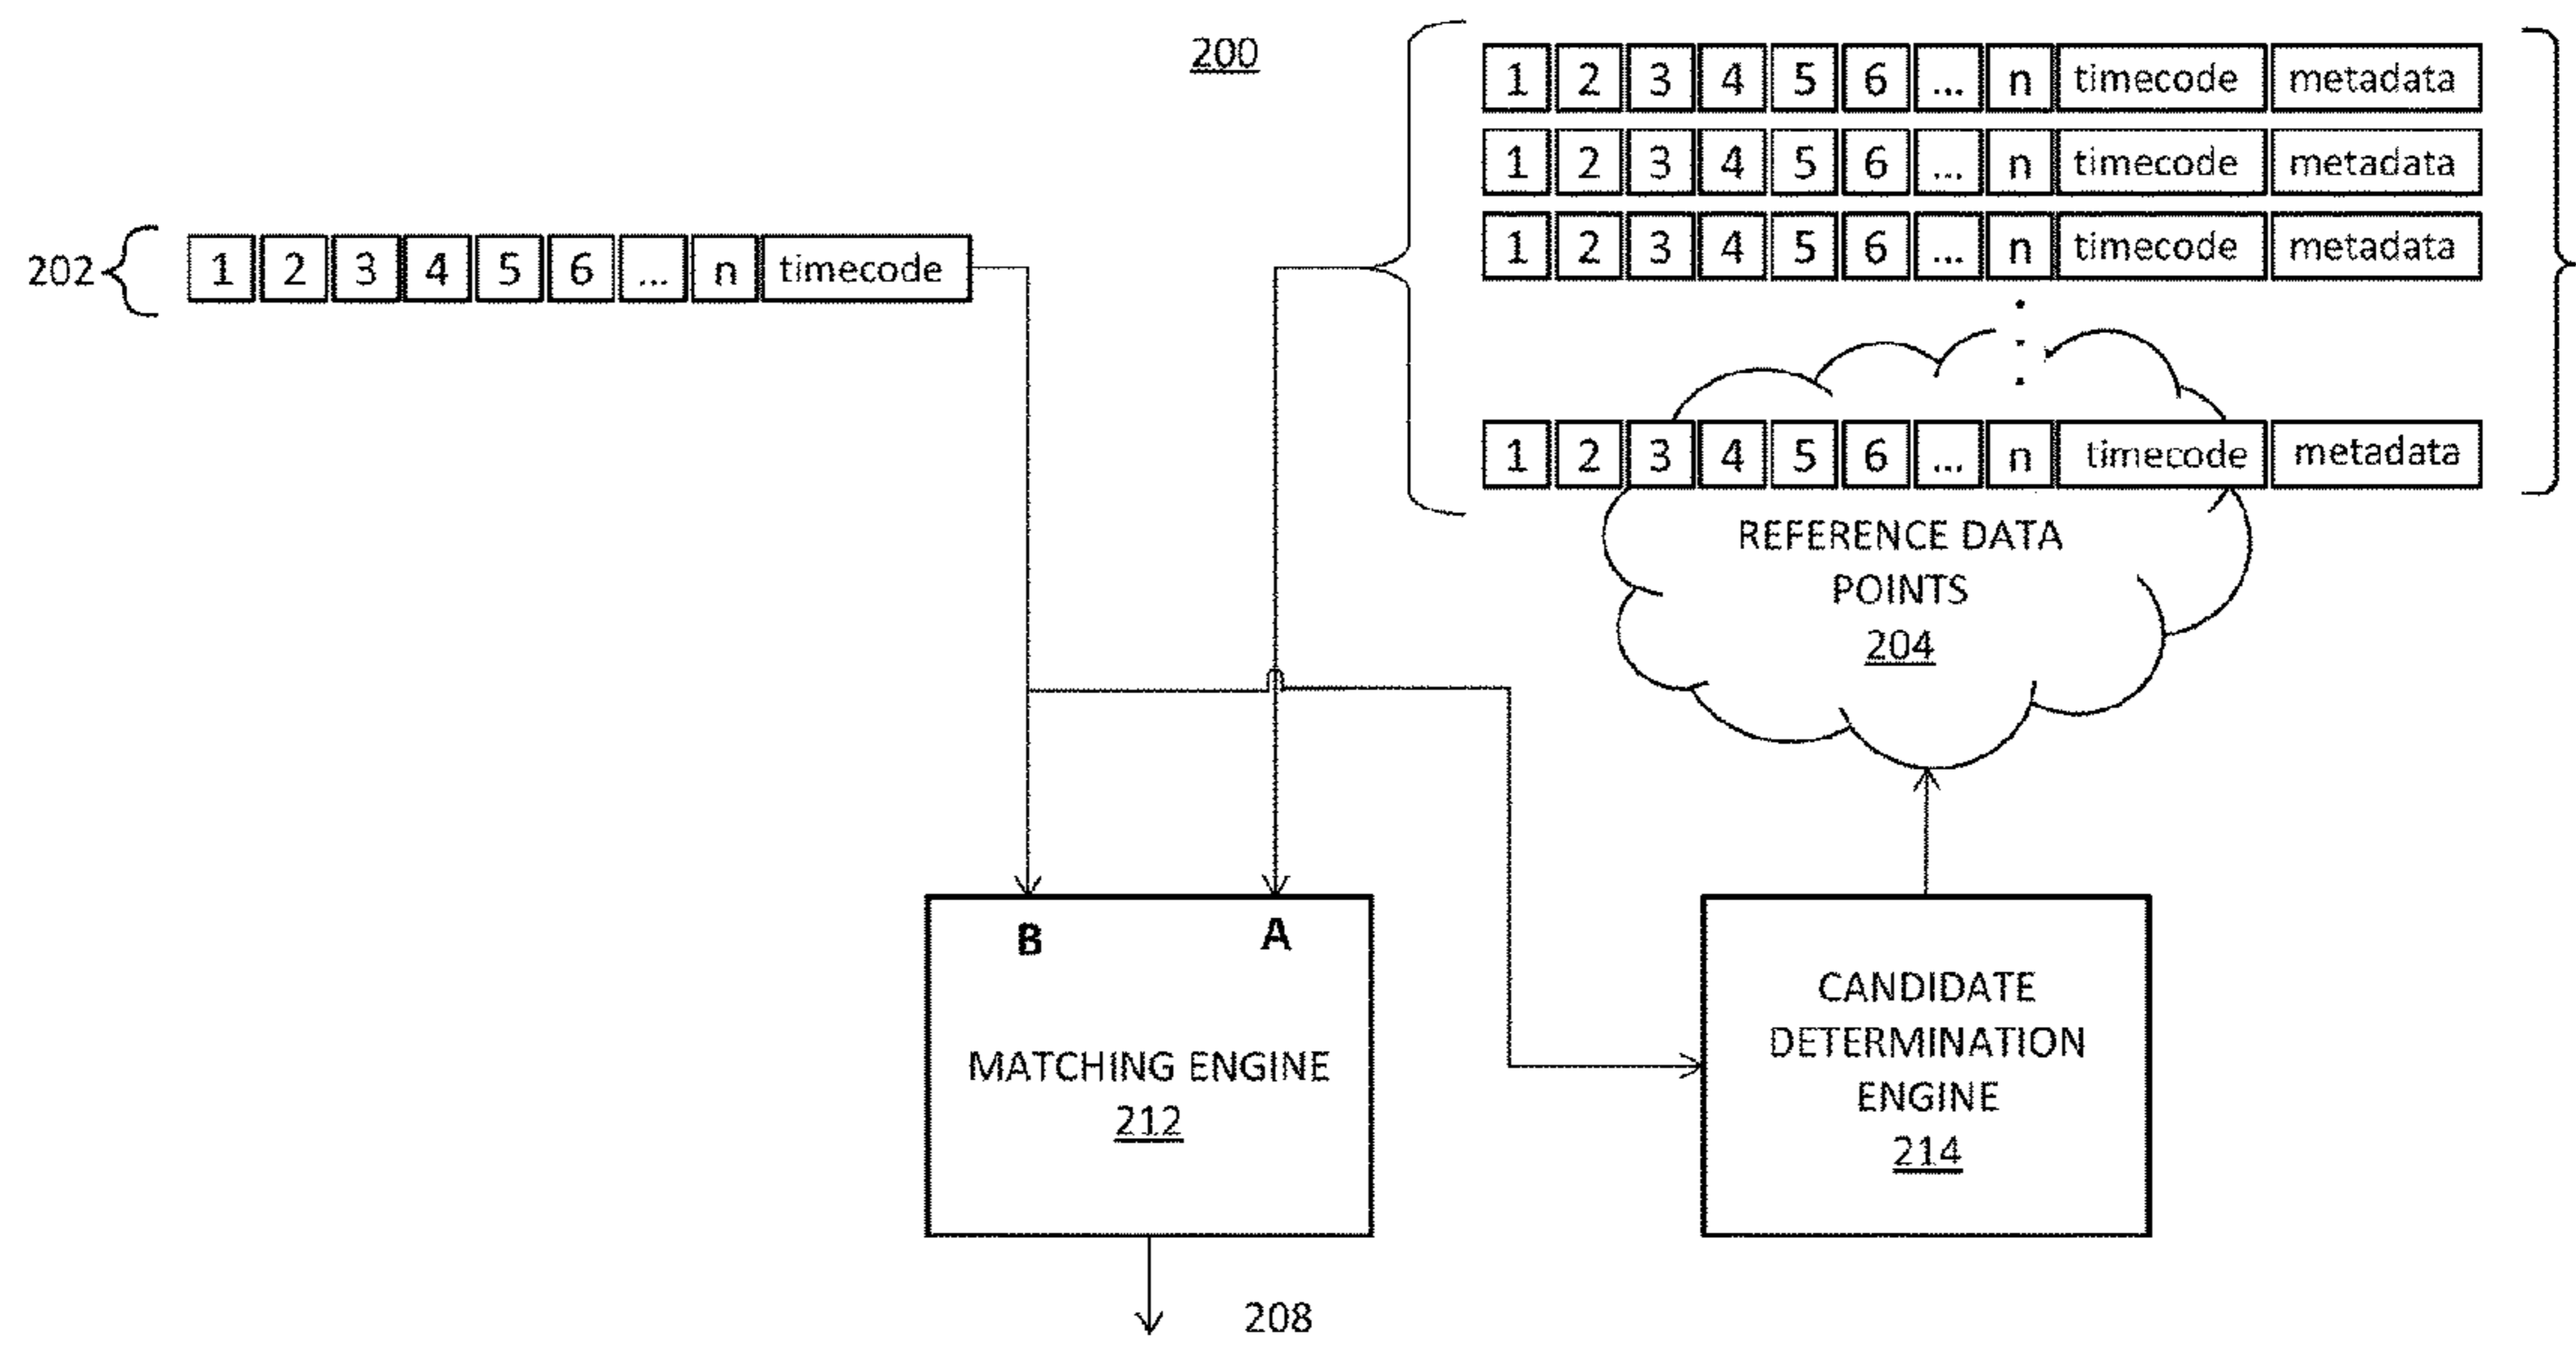 200
1 2 3 4 5 6 ... n timecode metadata
1 2 3 4 5 6 ... n timecode metadata
1 2 3 4 5 6 ... n timecode metadata
202 1 2 3 4 5 6 ... n timecode
1 2 3 4 5 6 ... n timecode metadata
REFERENCE DATA
POINTS
204
B A
MATCHING ENGINE
212
CANDIDATE
DETERMINATION
ENGINE
214
208